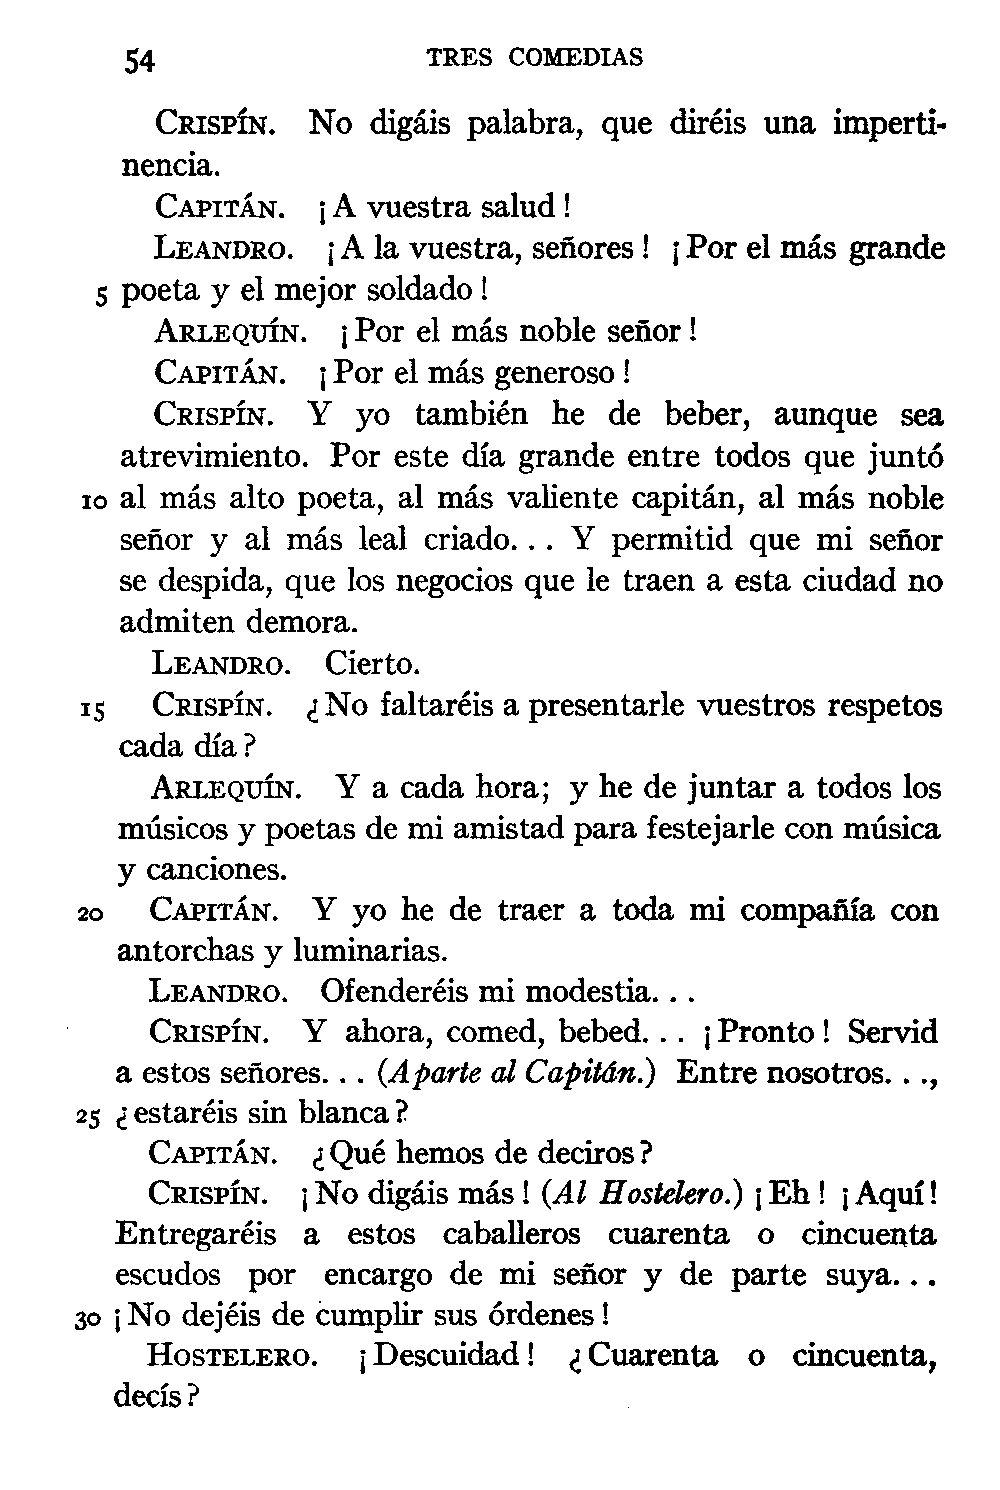 54 TRES COMEDIAS
CRISPÍN. No digáis palabra, que diréis una imperti-
nencia.
CAPITÁN. ¡A vuestra salud!
LEANDRO. ¡A la vuestra, señores! ¡Por el más grande
5 poeta y el mejor soldado!
ARLEQUÍN. ¡Por el más noble señor!
CAPITÁN. ¡Por el más generoso!
CRISPÍN. Y yo también he de beber, aunque sea
atrevimiento. Por este día grande entre todos que juntó
10 al más alto poeta, al más valiente capitán, al más noble
señor y al más leal criado... Y permitid que mi señor
se despida, que los negocios que le traen a esta ciudad no
admiten demora.
LEANDRO. Cierto.
15 CRISPÍN. ¿No faltaréis a presentarle vuestros respetos
cada día?
ARLEQUÍN. Y a cada hora; y he de juntar a todos los
músicos y poetas de mi amistad para festejarle con música
y canciones.
20 CAPITÁN. Y yo he de traer a toda mi compañía con
antorchas y luminarias.
LEANDRO. Ofenderéis mi modestia...
CRISPÍN. Y ahora, comed, bebed... ¡Pronto! Servid
a estos señores... (Aparte al Capitán.) Entre nosotros...,
25 ¿estaréis sin blanca?
CAPITÁN. ¿Qué hemos de deciros?
CRISPÍN. ¡No digáis más! (Al Hostelero.) ¡Eh! ¡Aquí!
Entregaréis a estos caballeros cuarenta o cincuenta
escudos por encargo de mi señor y de parte suya...
30 ¡No dejéis de cumplir sus órdenes!
HOSTELERO. ¡Descuidad! ¿Cuarenta o cincuenta,
decís?